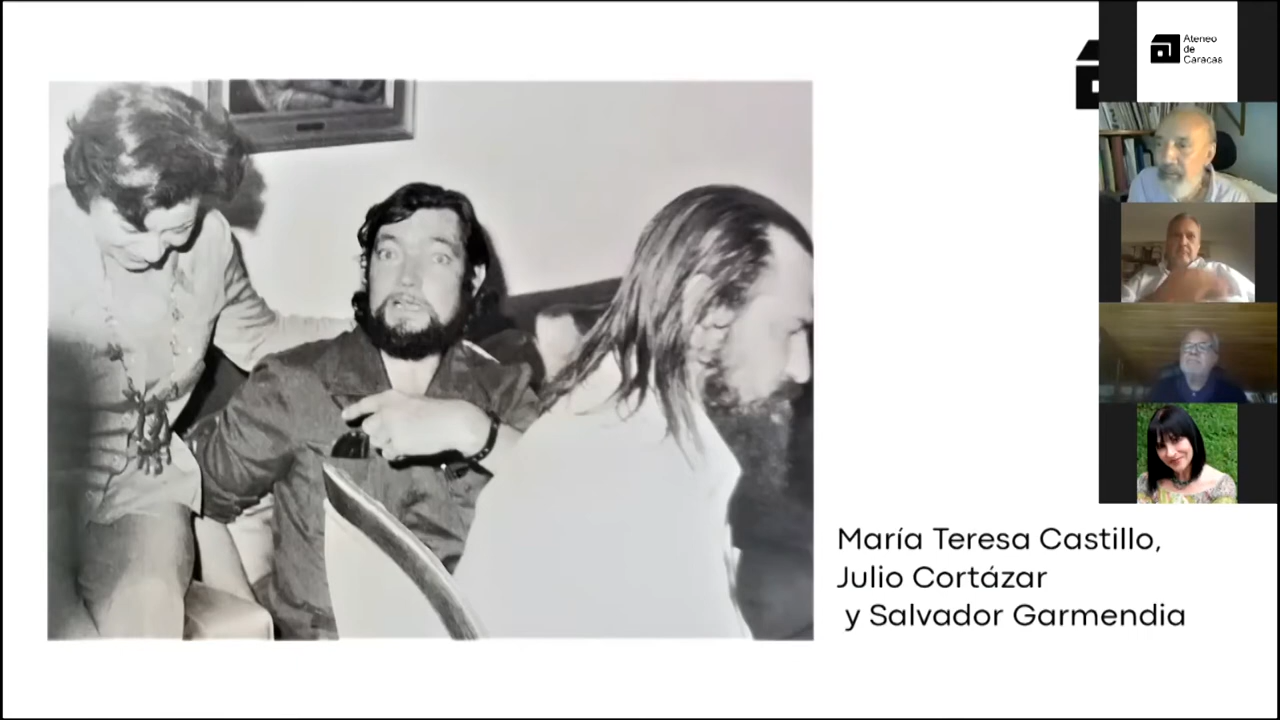 Ateneo
de
Caracas
María Teresa Castillo,
Julio Cortázar
y Salvador Garmendia